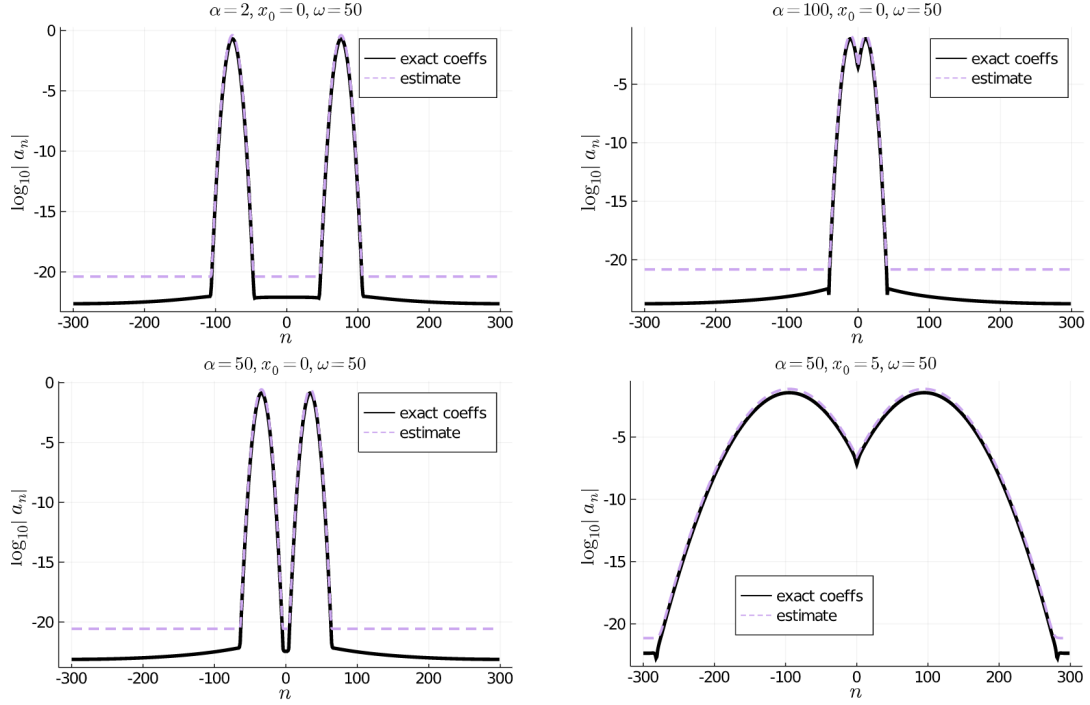 α = 2, x₀ = 0, ω = 50
0
-5
-10
-15
-20
log₁₀| aₙ|
exact coeffs
estimate
-300 -200 -100 0 100 200 300
n
α = 100, x₀ = 0, ω = 50
-5
-10
-15
-20
log₁₀| aₙ|
exact coeffs
estimate
-300 -200 -100 0 100 200 300
n
α = 50, x₀ = 0, ω = 50
0
-5
-10
-15
-20
log₁₀| aₙ|
exact coeffs
estimate
-300 -200 -100 0 100 200 300
n
α = 50, x₀ = 5, ω = 50
-5
-10
-15
-20
log₁₀| aₙ|
exact coeffs
estimate
-300 -200 -100 0 100 200 300
n